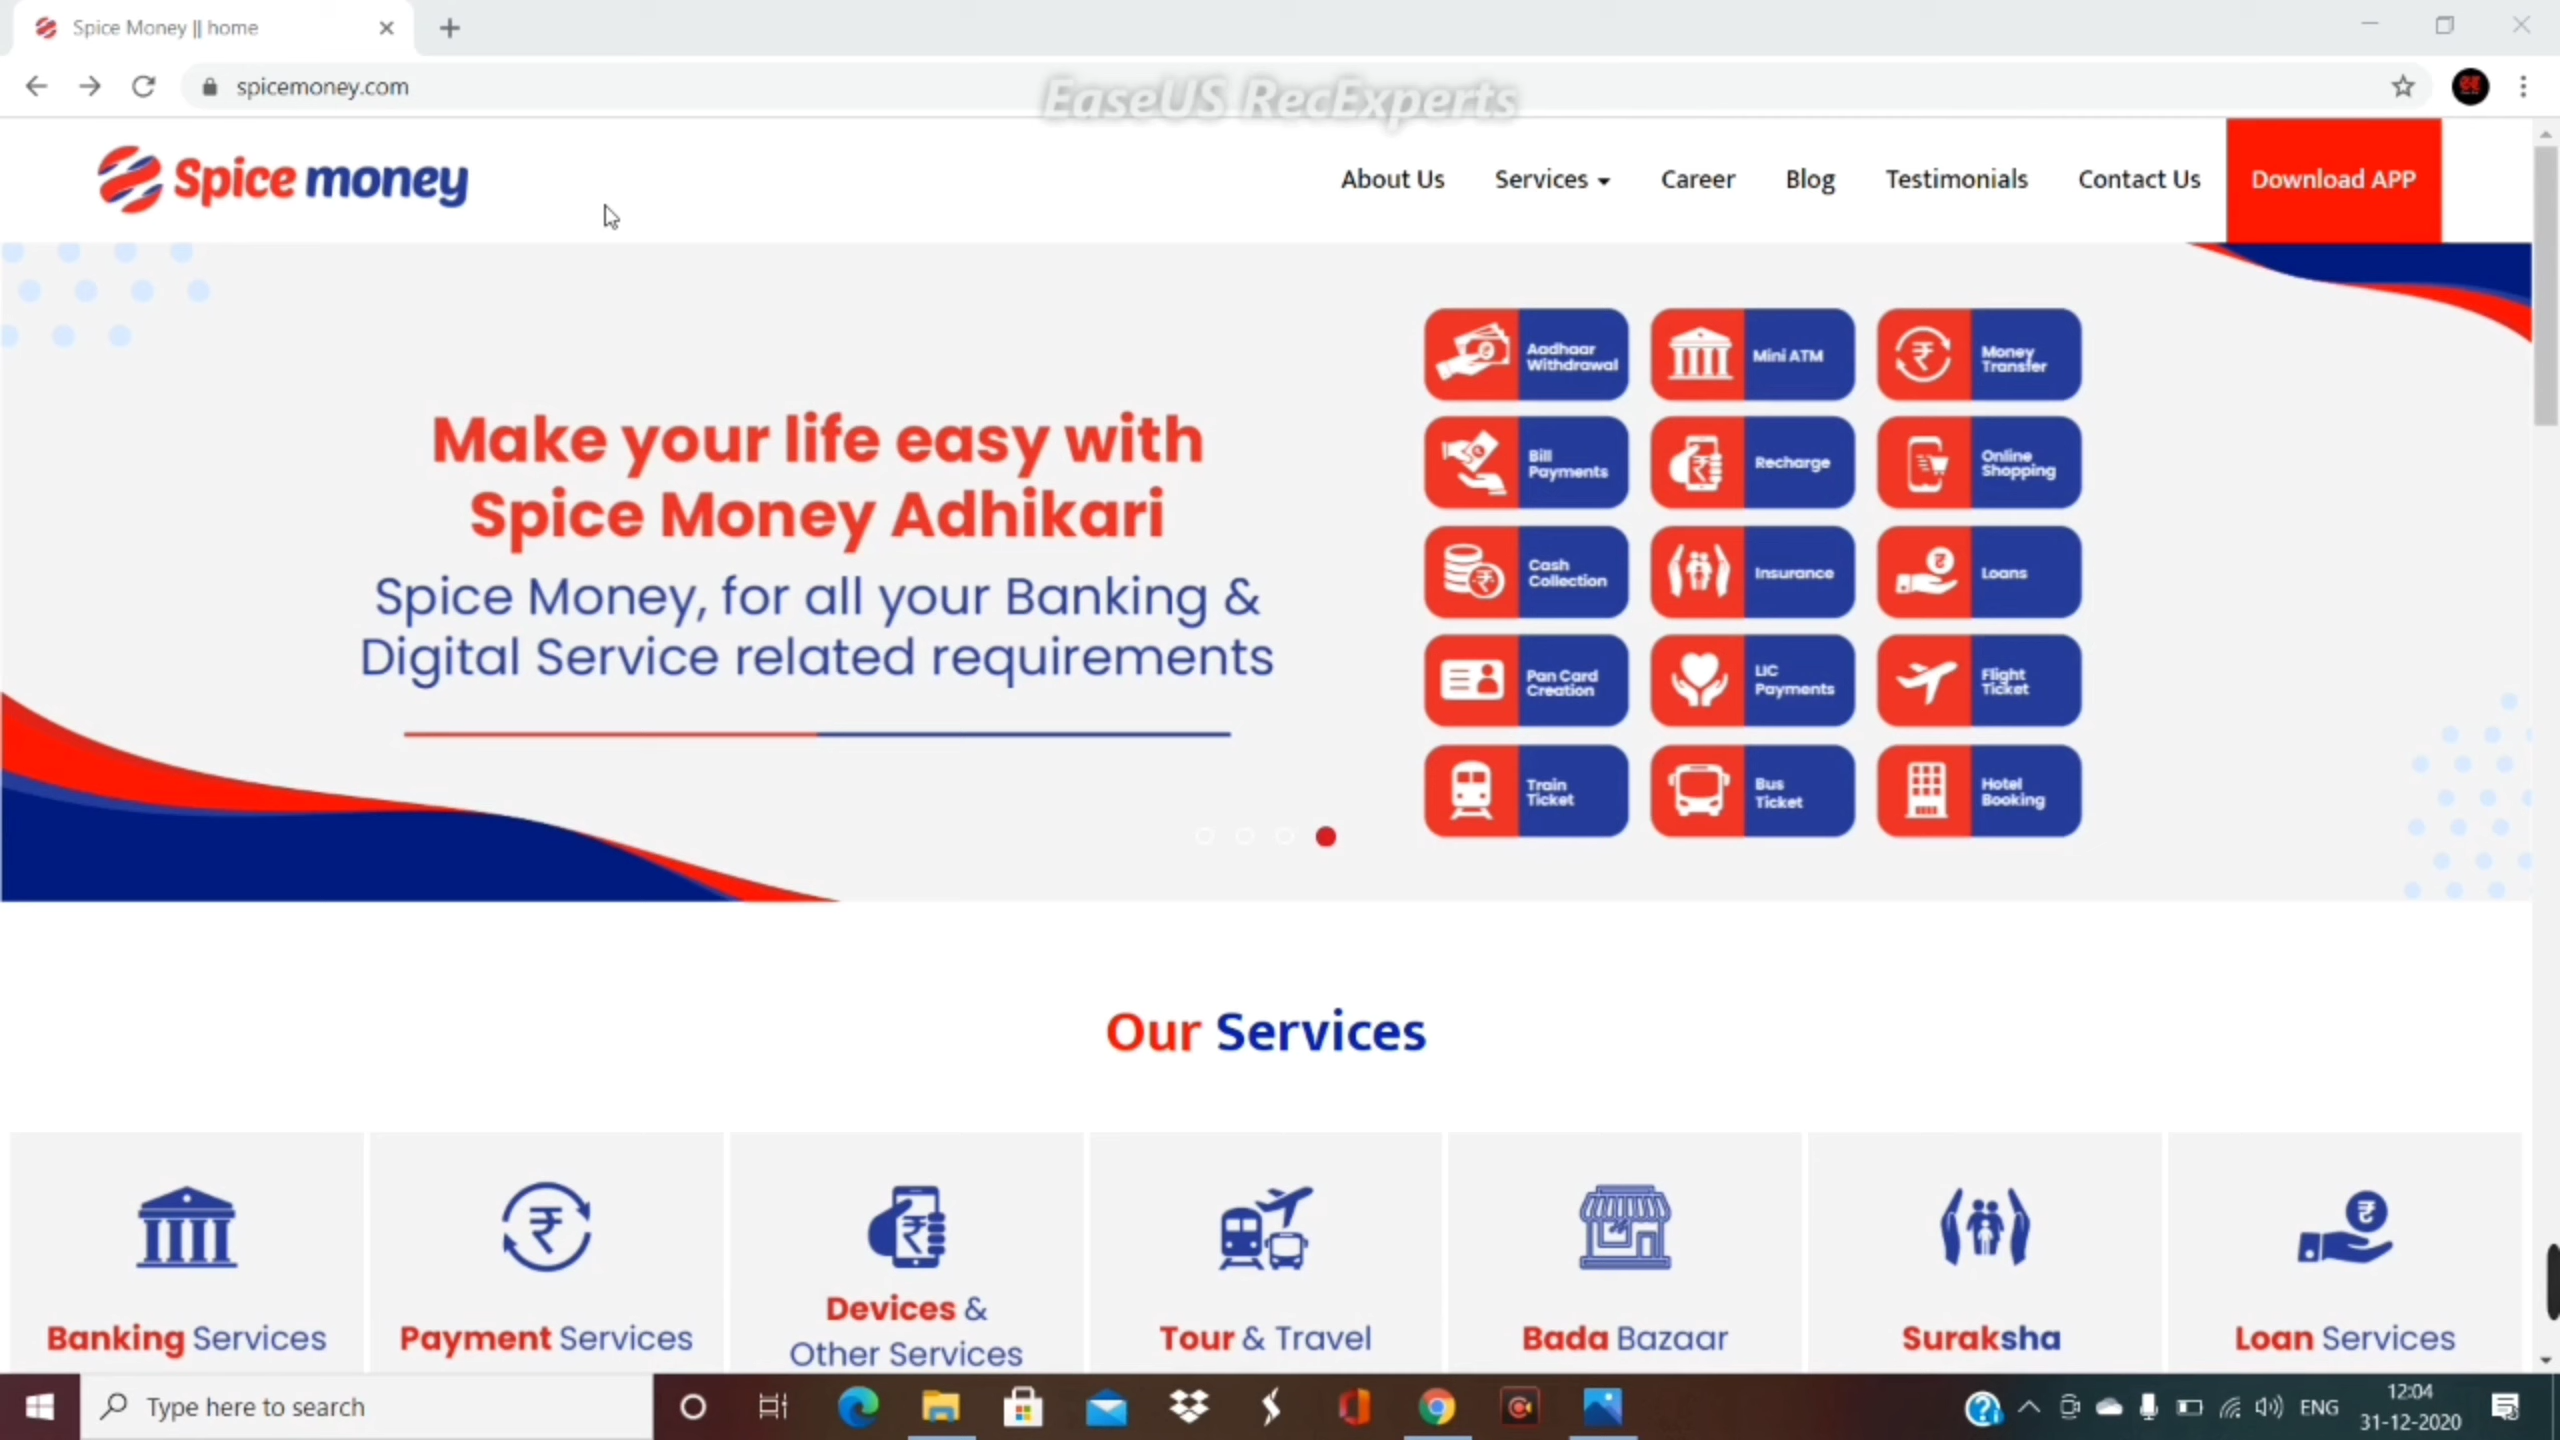 Spice Money || home
spicemoney.com
EaseUS RecExperts
Spice money
About Us
Services
Career
Blog
Testimonials
Contact Us
Download APP
Make your life easy with
Spice Money Adhikari
Spice Money, for all your Banking &
Digital Service related requirements
Aadhaar
Withdrawal
Mini ATM
Money
Transfer
Bill
Payments
Recharge
Online
Shopping
Cash
Collection
Insurance
Loans
Pan Card
Creation
LIC
Payments
Flight
Ticket
Train
Ticket
Bus
Ticket
Hotel
Booking
Our Services
Banking Services
Payment Services
Devices &
Other Services
Tour & Travel
Bada Bazaar
Suraksha
Loan Services
Type here to search
ENG
12:04
31-12-2020